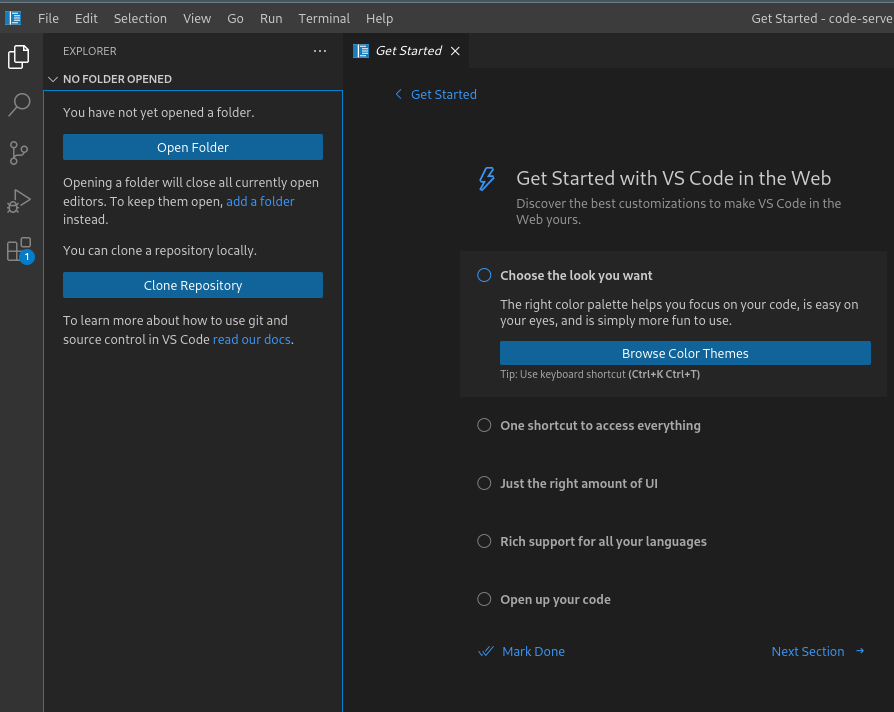 File Edit Selection View Go Run Terminal Help
Get Started - code-serve
EXPLORER
Get Started
NO FOLDER OPENED
You have not yet opened a folder.
Open Folder
Opening a folder will close all currently open
editors. To keep them open, add a folder
instead.
You can clone a repository locally.
Clone Repository
To learn more about how to use git and
source control in VS Code read our docs.
1
Get Started
Get Started with VS Code in the Web
Discover the best customizations to make VS Code in the
Web yours.
Choose the look you want
The right color palette helps you focus on your code, is easy on
your eyes, and is simply more fun to use.
Browse Color Themes
Tip: Use keyboard shortcut (Ctrl+K Ctrl+T)
One shortcut to access everything
Just the right amount of UI
Rich support for all your languages
Open up your code
Mark Done
Next Section